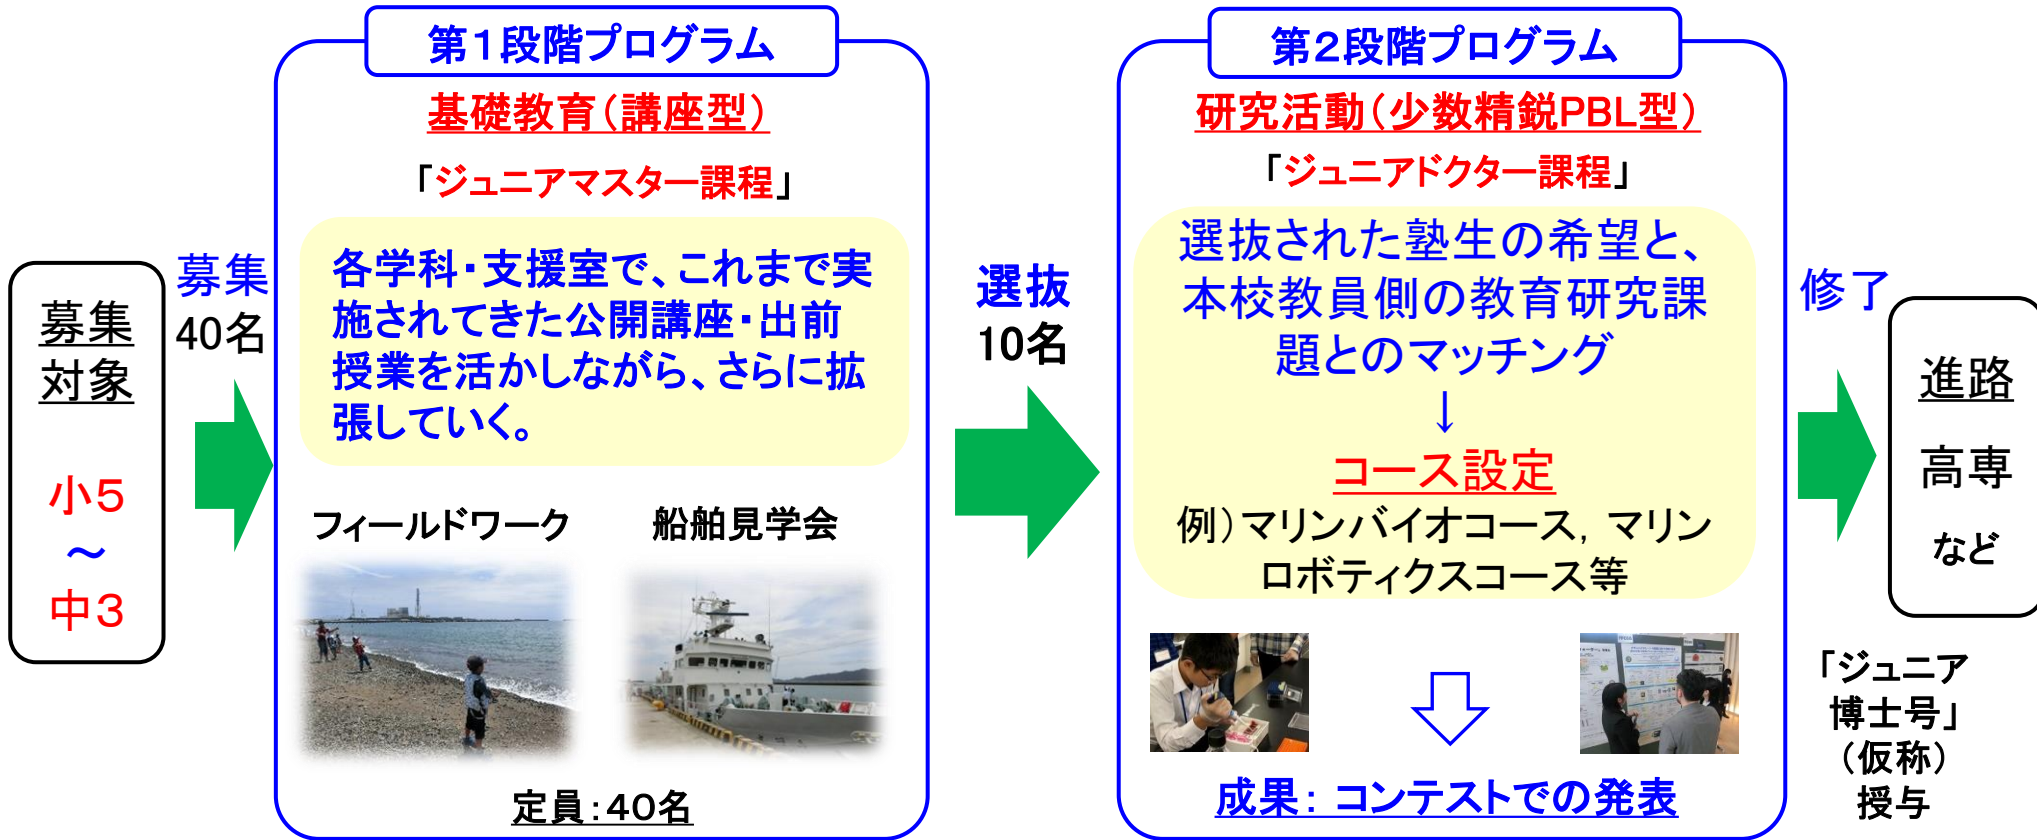 募集
対象
小5
～
中3
募集
40名
第1段階プログラム
基礎教育（講座型）
「ジュニアマスター課程」
各学科・支援室で、これまで実
施されてきた公開講座・出前
授業を活かしながら、さらに拡
張していく。
フィールドワーク
船舶見学会
定員：40名
選抜
10名
第2段階プログラム
研究活動（少数精鋭PBL型）
「ジュニアドクター課程」
選抜された塾生の希望と、
本校教員側の教育研究課
題とのマッチング
↓
コース設定
例）マリンバイオコース，マリン
ロボティクスコース等
成果：コンテストでの発表
修了
進路
高専
など
「ジュニア
博士号」
（仮称）
授与